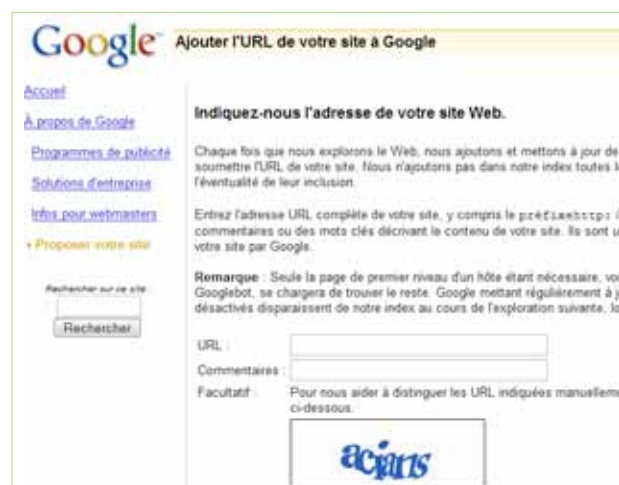 Google Ajouter l'URL de votre site à Google
Accueil
À propos de Google
Programmes de publicité
Solutions d'entreprise
Infos pour webmasters
» Proposer votre site
Rechercher sur ce site :
Rechercher
Indiquez-nous l'adresse de votre site Web.
Chaque fois que nous explorons le Web, nous ajoutons et mettons à jour de
soumettre l'URL de votre site. Nous n'ajoutons pas dans notre index toutes
l'éventualité de leur inclusion.
Entrez l'adresse URL complète de votre site, y compris le préfixe http:
commentaires ou des mots clés décrivant le contenu de votre site. Ils sont
votre site par Google.
Remarque : Seule la page de premier niveau d'un hôte étant nécessaire,
Googlebot, se chargera de trouver le reste. Google mettant régulièrement à
désactivés disparaissent de notre index au cours de l'exploration suivante,
URL :
Commentaires :
Facultatif : Pour nous aider à distinguer les URL indiquées
ci-dessous.